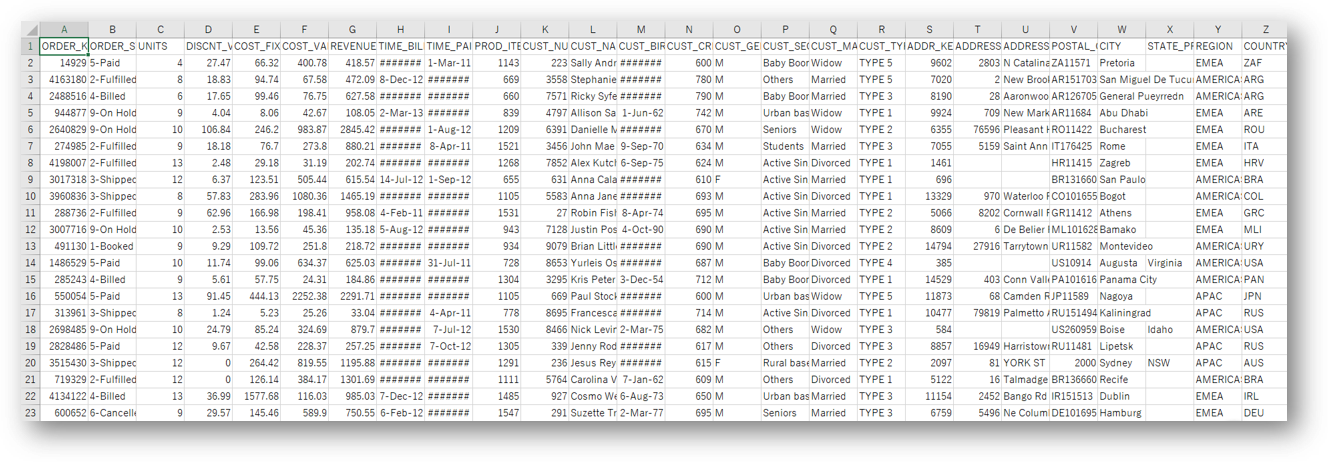 A B C D E F G H I J K L M N O P Q R S T U V W X Y Z
1 ORDER_K ORDER_S UNITS DISCNT_V COST_FIX COST_VA REVENUE TIME_BIL TIME_PAI PROD_ITE CUST_NU CUST_NA CUST_BIR CUST_CR CUST_GE CUST_SEG CUST_MA CUST_TYP ADDR_KE ADDRESS ADDRESS POSTAL_C CITY STATE_PR REGION COUNTRY
2 14929 5-Paid 4 27.47 66.32 400.78 418.57 ####### 1-Mar-11 1143 223 Sally Andr ####### 600 M Baby Boon Widow TYPE 5 9602 2803 N Catalina ZA11571 Pretoria EMEA ZAF
3 4163180 2-Fulfilled 8 18.83 94.74 67.58 472.09 8-Dec-12 ####### 669 3558 Stephanie ####### 780 M Others Married TYPE 5 7020 2 New Brook AR151703 San Miguel De Tucu AMERICAS ARG
4 2488516 4-Billed 6 17.65 99.46 76.75 627.58 ####### ####### 660 7571 Ricky Syfe ####### 790 M Baby Boon Married TYPE 3 8190 28 Aaronwoo AR126705 General Pueyrredn AMERICAS ARG
5 944877 9-On Hold 9 4.04 8.06 42.67 108.05 2-Mar-13 ####### 839 4797 Allison Sa 1-Jun-62 742 M Urban bas Widow TYPE 1 9924 709 New Mark AR11684 Abu Dhabi EMEA ARE
6 2640829 9-On Hold 10 106.84 246.2 983.87 2845.42 ####### 1-Aug-12 1209 6391 Danielle M ####### 670 M Seniors Widow TYPE 2 6355 76596 Pleasant H RO11422 Bucharest EMEA ROU
7 274985 2-Fulfilled 9 18.18 76.7 273.8 880.21 ####### 8-Apr-11 1521 3456 John Mae 9-Sep-70 634 M Students Married TYPE 3 7055 5159 Saint Ann IT176425 Rome EMEA ITA
8 4198007 2-Fulfilled 13 2.48 29.18 31.19 202.74 ####### ####### 1268 7852 Alex Kutch 6-Sep-75 624 M Active Sin Divorced TYPE 1 1461 HR11415 Zagreb EMEA HRV
9 3017318 3-Shipped 12 6.37 123.51 505.44 615.54 14-Jul-12 1-Sep-12 655 631 Anna Cala ####### 610 F Active Sin Married TYPE 1 696 BR131660 San Paulo AMERICAS BRA
10 3960836 3-Shipped 8 57.83 283.96 1080.36 1465.19 ####### ####### 1105 5583 Anna Jane ####### 693 M Active Sin Married TYPE 1 13329 970 Waterloo F CO101655 Bogot AMERICAS COL
11 288736 2-Fulfilled 9 62.96 166.98 198.41 958.08 4-Feb-11 ####### 1531 27 Robin Fish 8-Apr-74 695 M Active Sin Married TYPE 2 5066 8202 Cornwall F GR11412 Athens EMEA GRC
12 3007716 9-On Hold 10 2.53 13.56 45.36 135.18 5-Aug-12 ####### 943 7128 Justin Pos 4-Oct-90 690 M Active Sin Married TYPE 2 8609 6 De Belier I ML101628 Bamako EMEA MLI
13 491130 1-Booked 9 9.29 109.72 251.8 218.72 ####### ####### 934 9079 Brian Littl ####### 690 M Active Sin Divorced TYPE 2 14794 27916 Tarrytown UR11582 Montevideo AMERICAS URY
14 1486529 5-Paid 10 11.74 99.06 634.37 625.03 ####### 31-Jul-11 728 8653 Yurleis Os ####### 687 M Baby Boon Divorced TYPE 4 385 US10914 Augusta Virginia AMERICAS USA
15 285243 4-Billed 9 5.61 57.75 24.31 184.86 ####### ####### 1304 3295 Kris Peter 3-Dec-54 712 M Baby Boon Married TYPE 1 14529 403 Conn Valle PA101616 Panama City AMERICAS PAN
16 550054 5-Paid 13 91.45 444.13 2252.38 2291.71 ####### ####### 1105 669 Paul Stock ####### 600 M Urban bas Widow TYPE 5 11873 68 Camden R JP11589 Nagoya APAC JPN
17 313961 3-Shipped 8 1.24 5.23 25.26 33.04 ####### 4-Apr-11 778 8695 Francesca ####### 714 M Active Sin Divorced TYPE 1 10477 79819 Palmetto A RU151494 Kaliningrad APAC RUS
18 2698485 9-On Hold 10 24.79 85.24 324.69 879.7 ####### 7-Jul-12 1530 8466 Nick Levin 2-Mar-75 682 M Others Widow TYPE 3 584 US260959 Boise Idaho AMERICAS USA
19 2828486 5-Paid 12 9.67 42.58 228.37 257.25 ####### 7-Oct-12 1305 339 Jenny Rod ####### 617 M Others Divorced TYPE 3 8857 16949 Harristown RU11481 Lipetsk APAC RUS
20 3515430 3-Shipped 12 0 264.42 819.55 1195.88 ####### ####### 1291 236 Jesus Rey ####### 615 F Rural base Married TYPE 2 2097 81 YORK ST 2000 Sydney NSW APAC AUS
21 719329 2-Fulfilled 12 0 126.14 384.17 1301.69 ####### ####### 1111 5764 Carolina V 7-Jan-62 609 M Others Divorced TYPE 1 5122 16 Talmadge BR136660 Recife AMERICAS BRA
22 4134122 4-Billed 13 36.99 1577.68 116.03 985.03 7-Dec-12 ####### 1485 927 Cosmo We 6-Aug-73 650 M Urban bas Married TYPE 3 11154 2452 Bango Rd IR151513 Dublin EMEA IRL
23 600652 6-Cancelle 9 29.57 145.46 589.9 750.55 6-Feb-12 ####### 1547 291 Suzette Tr 2-Mar-77 695 M Seniors Married TYPE 3 6759 5496 Ne Colum DE101695 Hamburg EMEA DEU